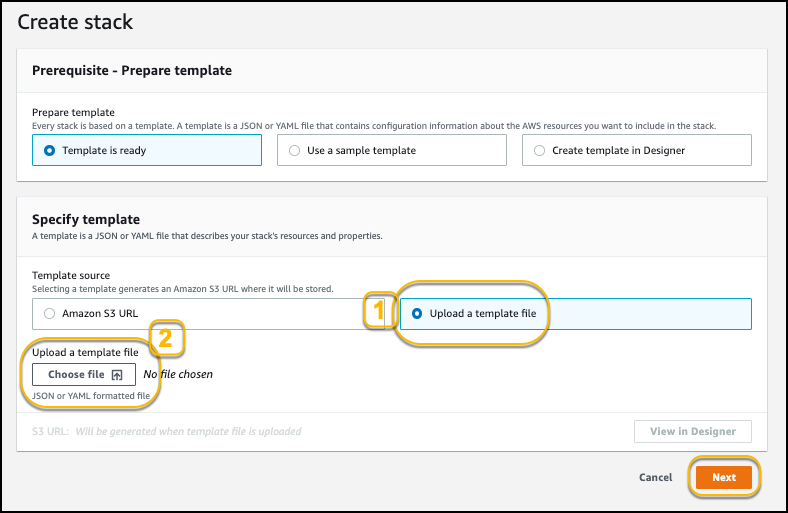 Create stack
Prerequisite - Prepare template
Prepare template
Every stack is based on a template. A template is a JSON or YAML file that contains configuration information about the AWS resources you want to include in the stack.
Template is ready
Use a sample template
Create template in Designer
Specify template
A template is a JSON or YAML file that describes your stack's resources and properties.
Template source
Selecting a template generates an Amazon S3 URL where it will be stored.
Amazon S3 URL
1
Upload a template file
2
Upload a template file
Choose file
No file chosen
JSON or YAML formatted file
S3 URL: Will be generated when template file is uploaded
View in Designer
Cancel
Next